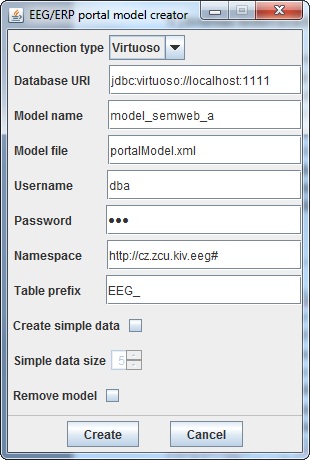 EEG/ERP portal model creator
Connection type Virtuoso
Database URI jdbc:virtuoso://localhost:1111
Model name model_semweb_a
Model file portalModel.xml
Username dba
Password •••
Namespace http://cz.zcu.kiv.eeg#
Table prefix EEG_
Create simple data
Simple data size 5
Remove model
Create Cancel